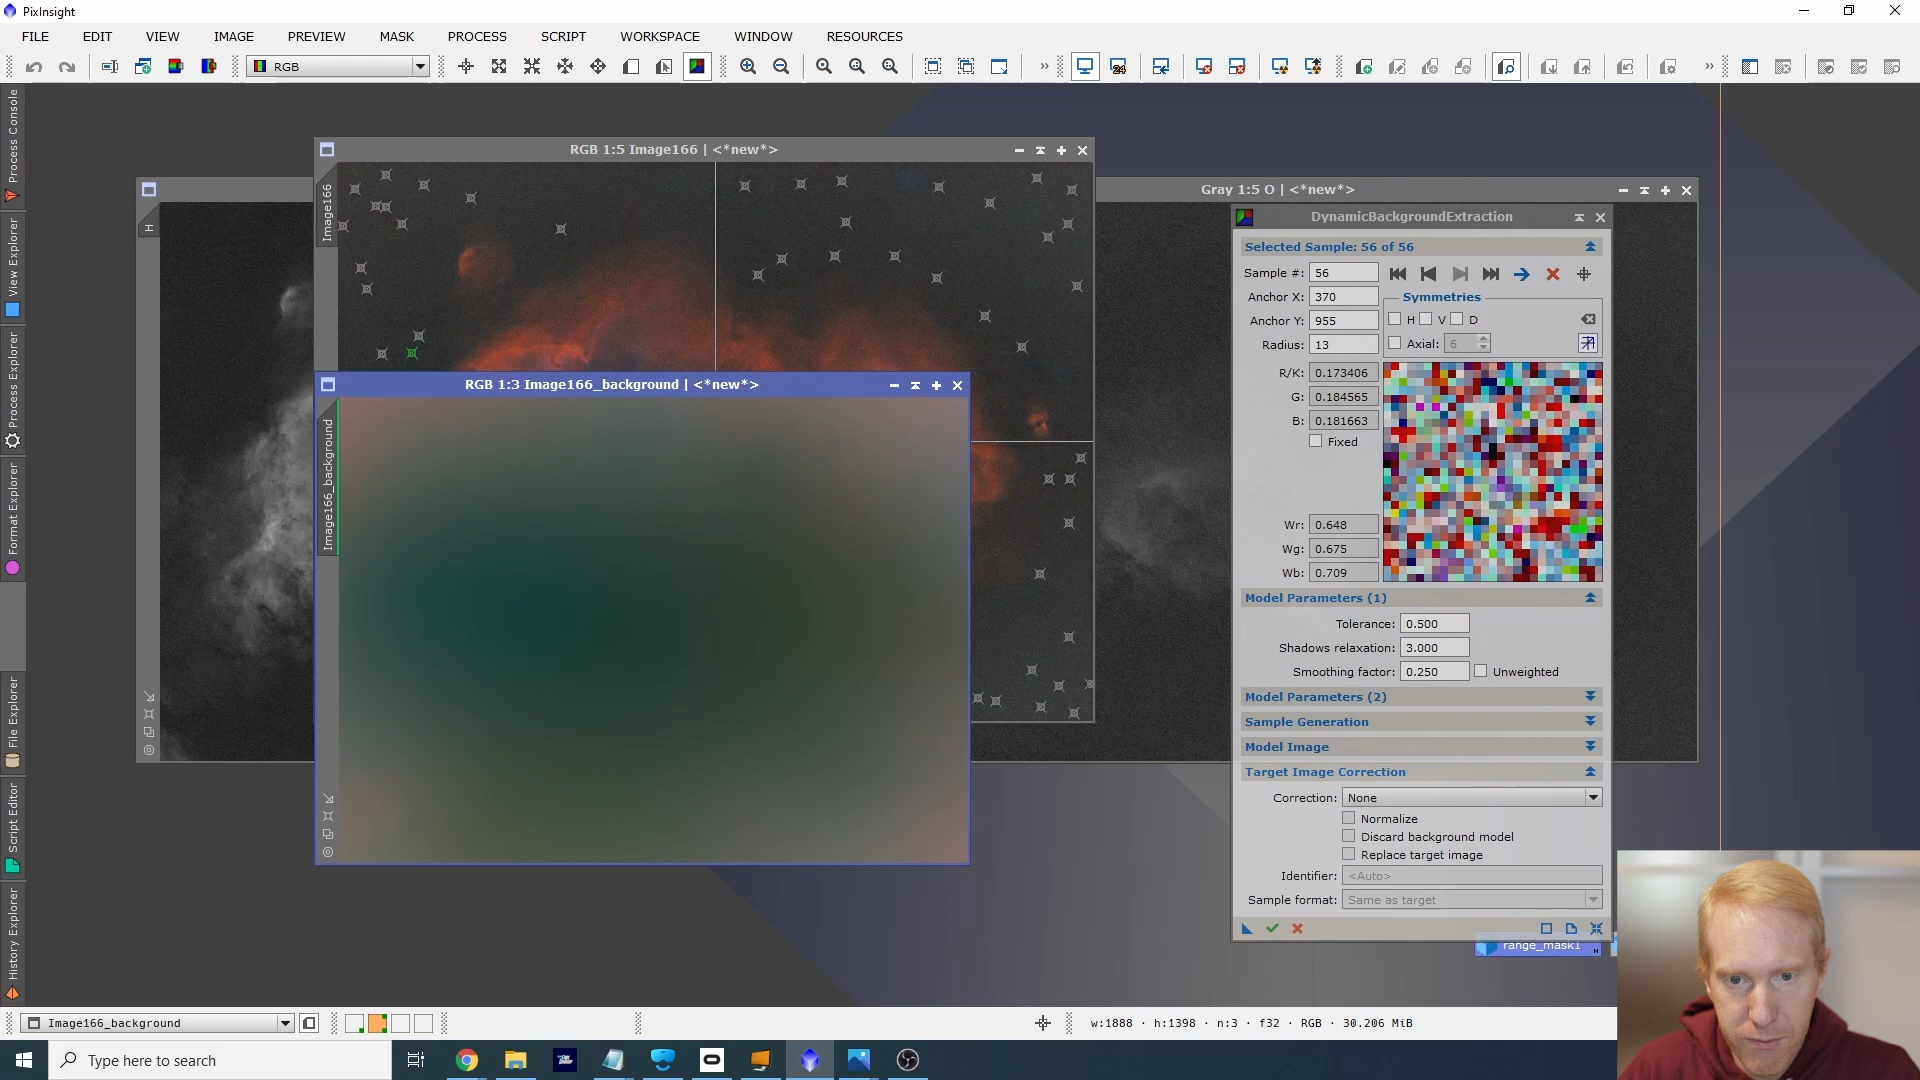 PixInsight
FILE EDIT VIEW IMAGE PREVIEW MASK PROCESS SCRIPT WORKSPACE WINDOW RESOURCES
RGB
24
Process Console
View Explorer
Process Explorer
Format Explorer
File Explorer
Script Editor
History Explorer
RGB 1:5 Image166 | <*new*>
Image166
H
Gray 1:5 O | <*new*>
RGB 1:3 Image166_background | <*new*>
Image166_background
DynamicBackgroundExtraction
Selected Sample: 56 of 56
Sample #: 56
Anchor X: 370
Symmetries
Anchor Y: 955
H V D
Radius: 13
Axial: 6
R/K: 0.173406
G: 0.184565
B: 0.181663
Fixed
Wr: 0.648
Wg: 0.675
Wb: 0.709
Model Parameters (1)
Tolerance: 0.500
Shadows relaxation: 3.000
Smoothing factor: 0.250 Unweighted
Model Parameters (2)
Sample Generation
Model Image
Target Image Correction
Correction: None
Normalize
Discard background model
Replace target image
Identifier: <Auto>
Sample format: Same as target
range_mask1
Image166_background
w:1888 · h:1398 · n:3 · f32 · RGB · 30.206 MiB
Type here to search